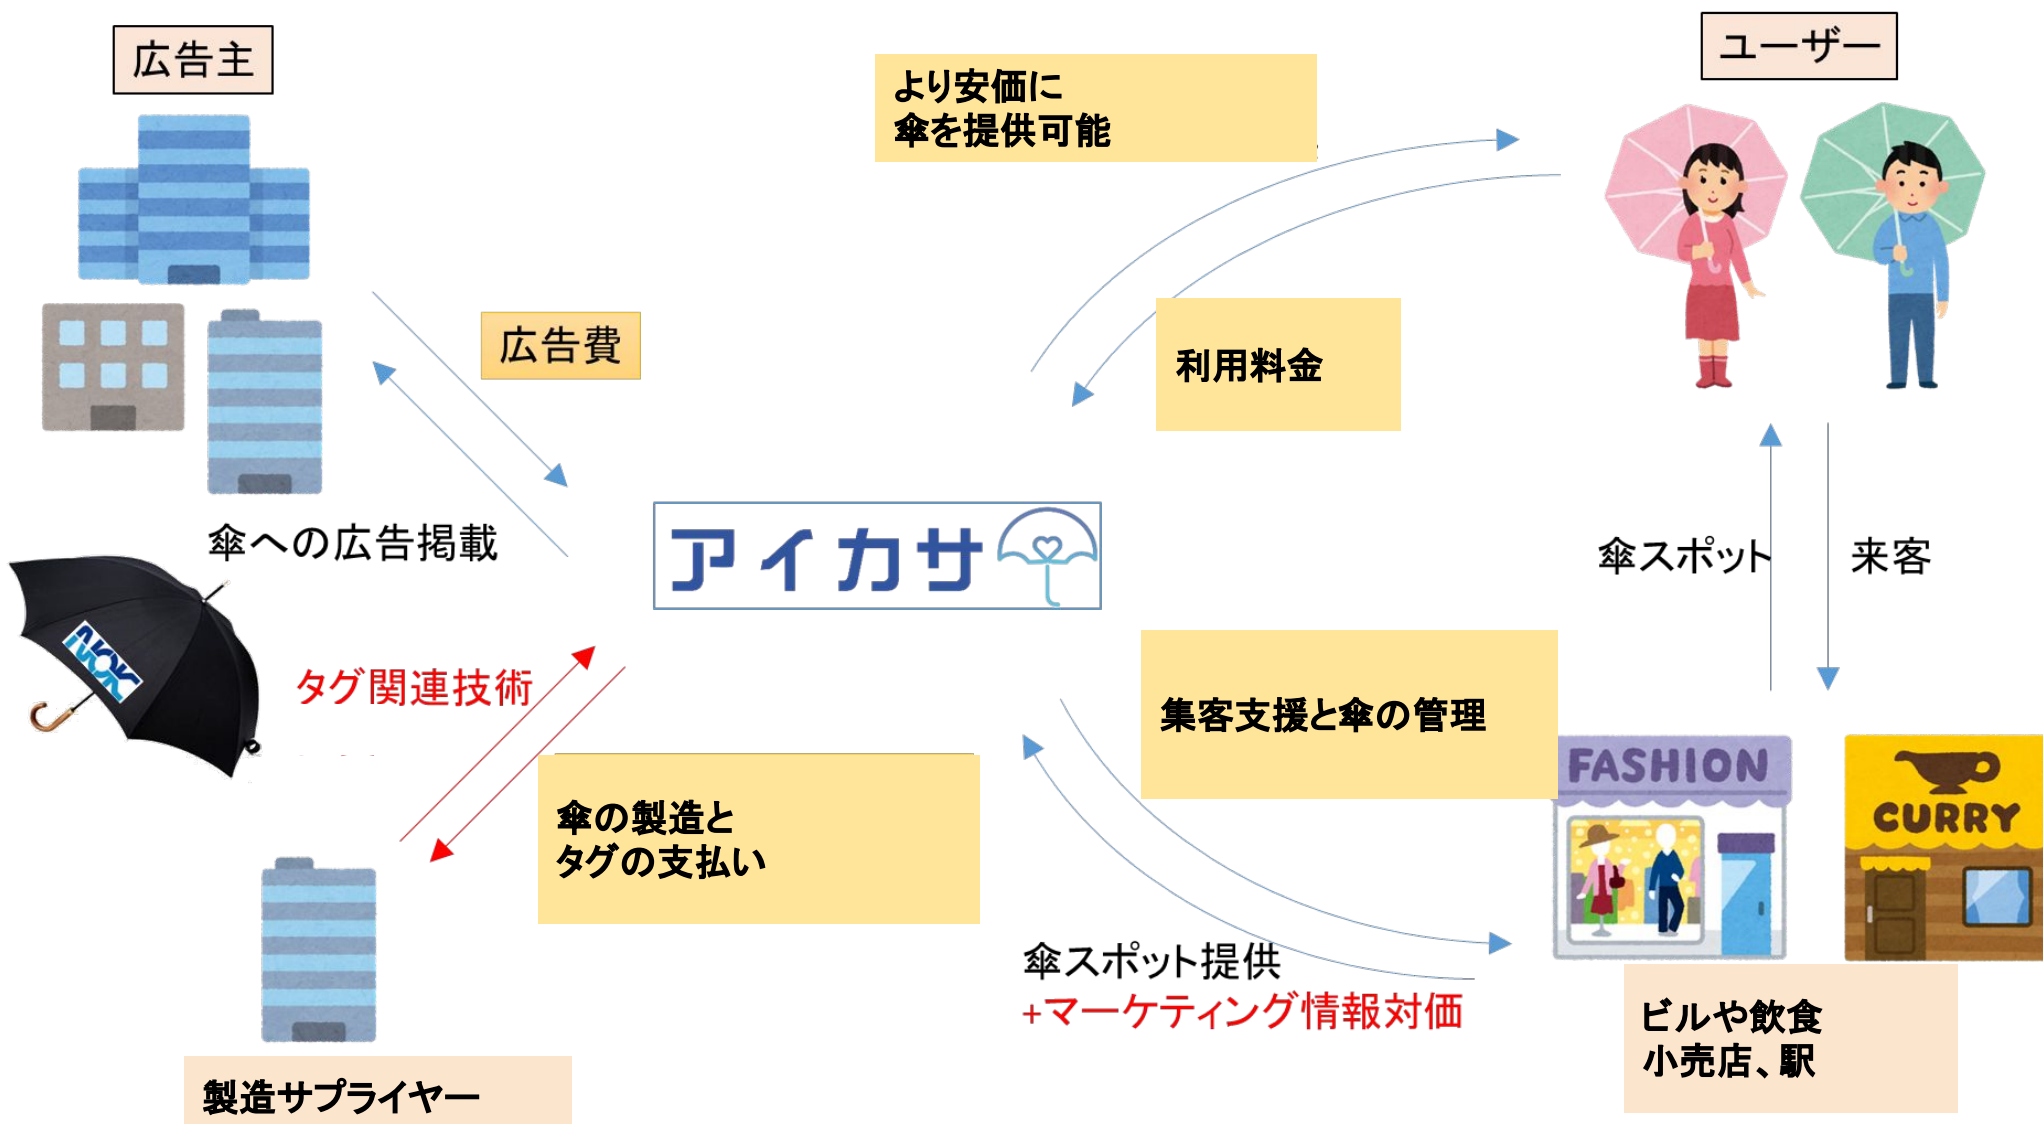 広告主
ユーザー
より安価に
傘を提供可能
広告費
利用料金
傘への広告掲載
アイカサ
傘スポット
来客
NOK
タグ関連技術
集客支援と傘の管理
FASHION
CURRY
傘の製造と
タグの支払い
傘スポット提供
+マーケティング情報対価
ビルや飲食
小売店、駅
製造サプライヤー